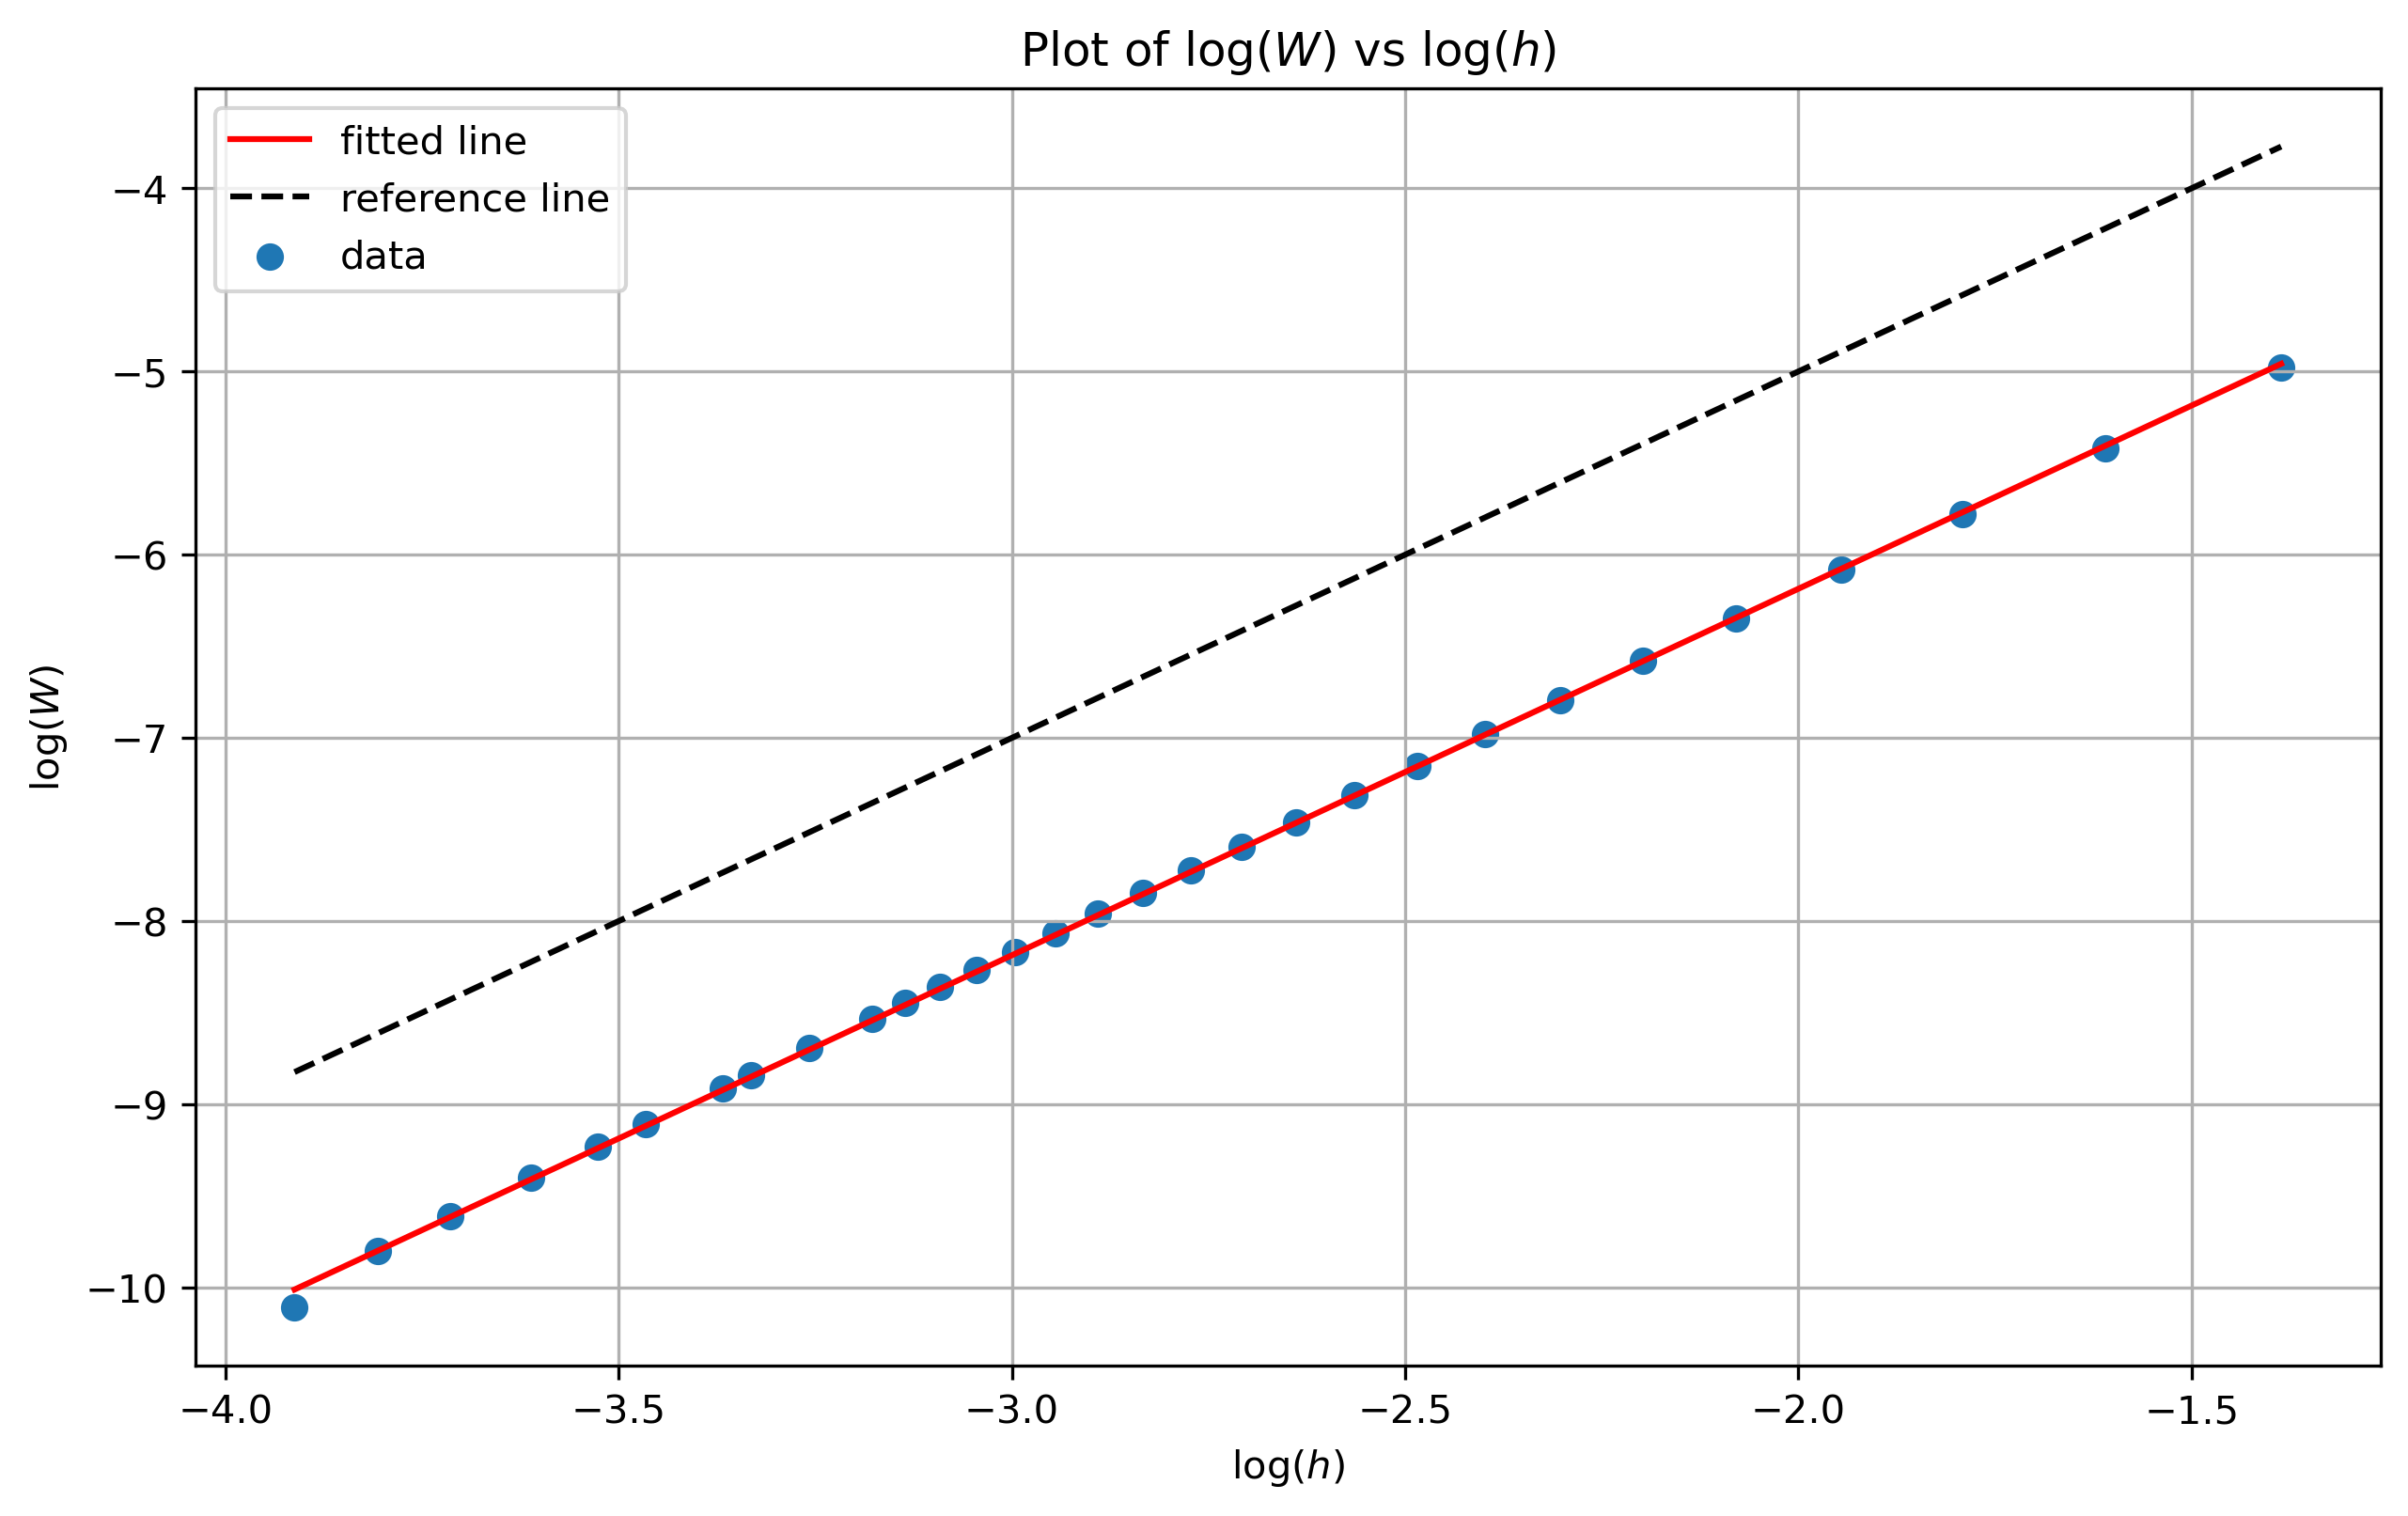 Plot of log(W) vs log(h)
fitted line
reference line
data
−4
−5
−6
−7
−8
−9
−10
log(W)
−4.0 −3.5 −3.0 −2.5 −2.0 −1.5
log(h)